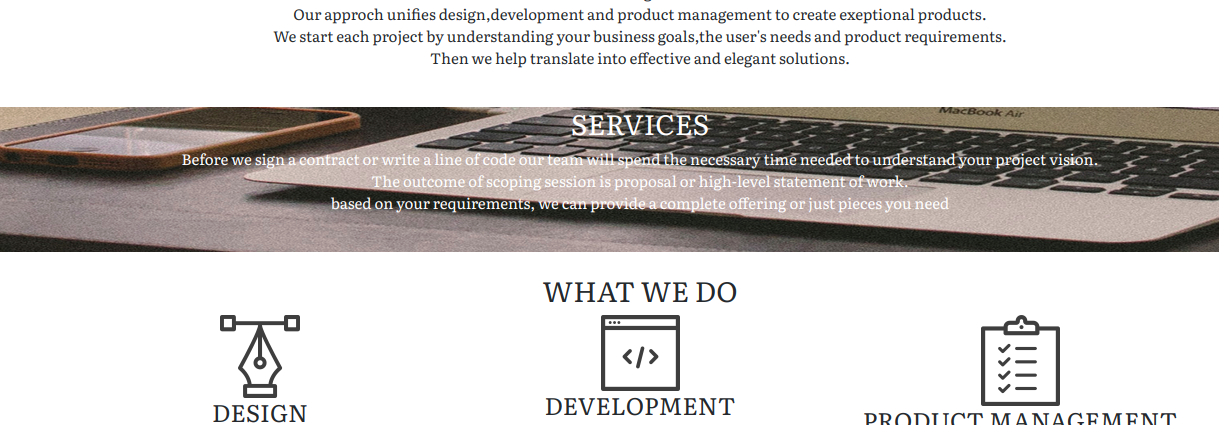 Our approch unifies design,development and product management to create exeptional products.
We start each project by understanding your business goals,the user's needs and product requirements.
Then we help translate into effective and elegant solutions.
MacBook Air
SERVICES
Before we sign a contract or write a line of code our team will spend the necessary time needed to understand your project vision.
The outcome of scoping session is proposal or high-level statement of work.
based on your requirements, we can provide a complete offering or just pieces you need
WHAT WE DO
DESIGN
DEVELOPMENT
PRODUCT MANAGEMENT